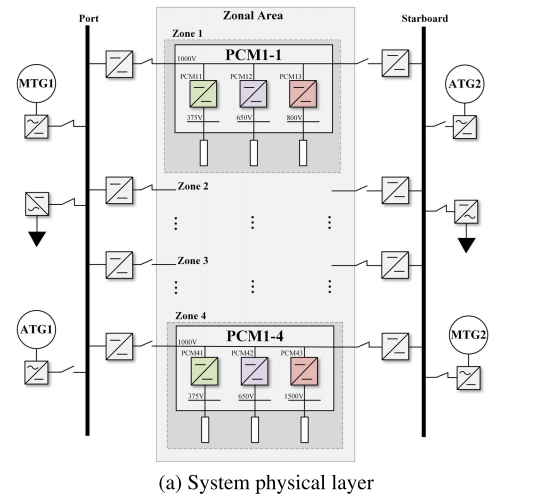 Zonal Area
Port
Starboard
Zone 1
PCM1-1
1000V
PCM11
PCM12
PCM13
375V
650V
800V
MTG1
ATG2
Zone 2
Zone 3
Zone 4
PCM1-4
1000V
PCM41
PCM42
PCM43
375V
650V
1500V
ATG1
MTG2
(a) System physical layer